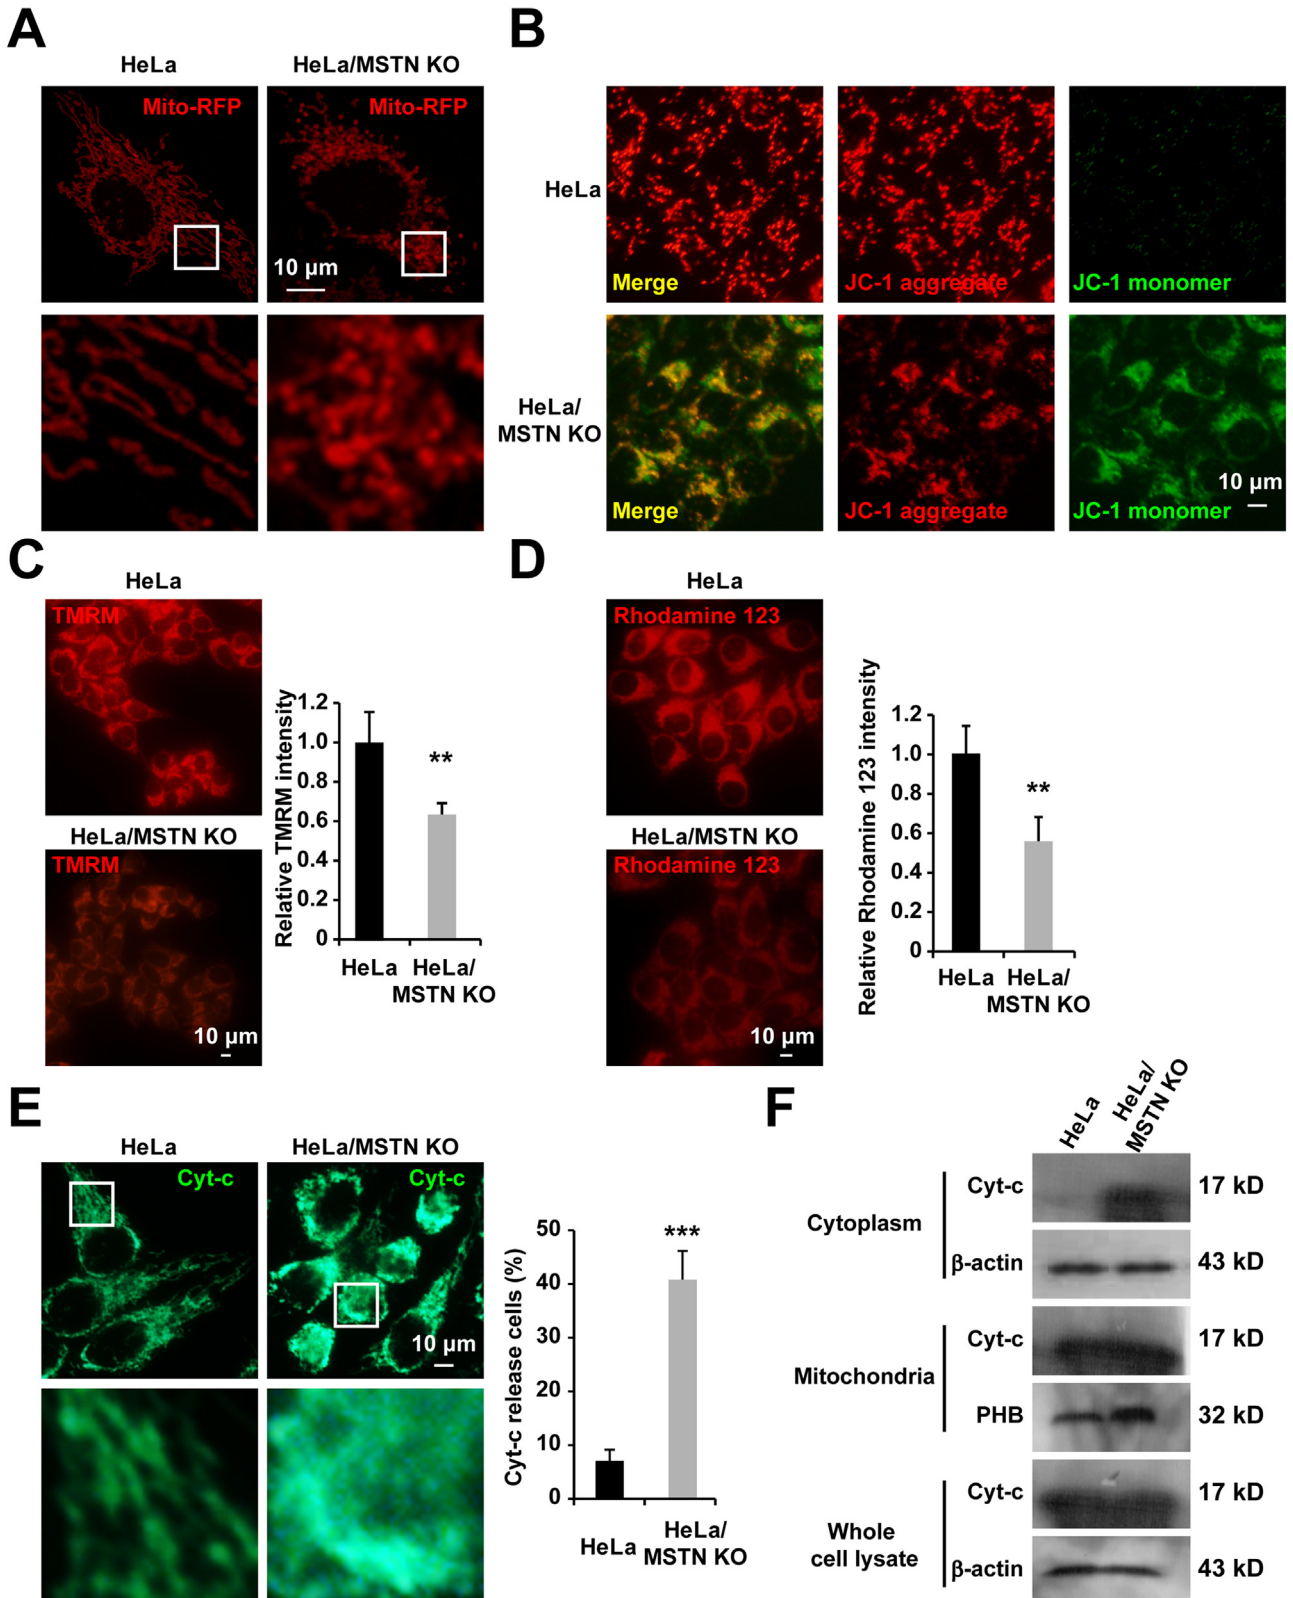 A
HeLa
HeLa/MSTN KO
Mito-RFP
Mito-RFP
10 µm
B
HeLa
Merge
JC-1 aggregate
JC-1 monomer
HeLa/
MSTN KO
Merge
JC-1 aggregate
JC-1 monomer
10 µm
C
HeLa
TMRM
HeLa/MSTN KO
TMRM
10 µm
Relative TMRM intensity
1.2
1.0
0.8
0.6
0.4
0.2
0
**
HeLa
HeLa/
MSTN KO
D
HeLa
Rhodamine 123
HeLa/MSTN KO
Rhodamine 123
10 µm
Relative Rhodamine 123 intensity
1.2
1.0
0.8
0.6
0.4
0.2
0
**
HeLa
HeLa/
MSTN KO
E
HeLa
HeLa/MSTN KO
Cyt-c
Cyt-c
10 µm
Cyt-c release cells (%)
50
40
30
20
10
0
***
HeLa
HeLa/
MSTN KO
F
HeLa
HeLa/
MSTN KO
Cytoplasm
Cyt-c
17 kD
β-actin
43 kD
Mitochondria
Cyt-c
17 kD
PHB
32 kD
Whole
cell lysate
Cyt-c
17 kD
β-actin
43 kD